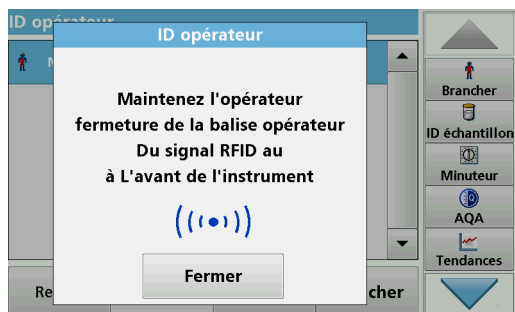 ID opérateur
ID opérateur
Maintenez l'opérateur
fermeture de la balise opérateur
Du signal RFID au
à L'avant de l'instrument
Fermer
Brancher
ID échantillon
Minuteur
AQA
Tendances